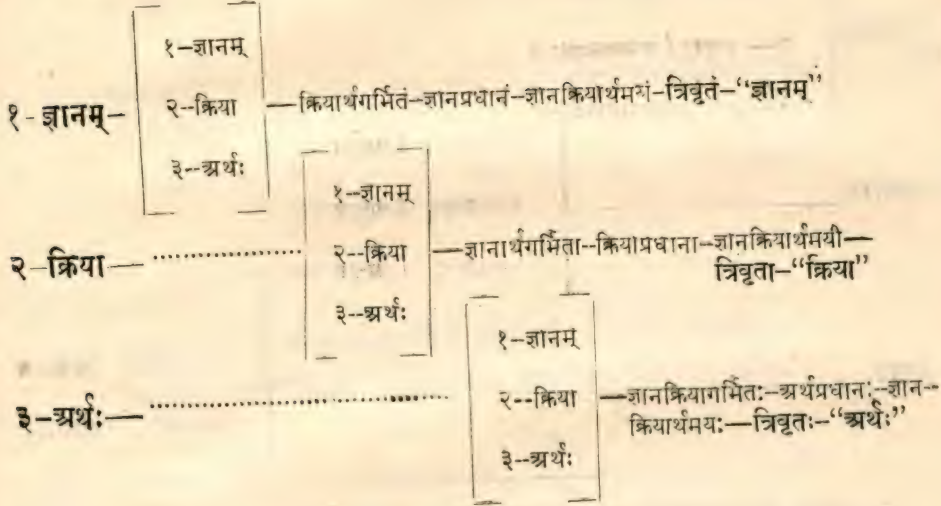 १-ज्ञानम्
१-ज्ञानम्- २-क्रिया —क्रियार्थगर्भितं-ज्ञानप्रधानं-ज्ञानक्रियार्थमयं-त्रिवृतं-“ज्ञानम्”
३--अर्थः
१--ज्ञानम्
२-क्रिया— ···················· २--क्रिया —ज्ञानार्थगर्भिता--क्रियाप्रधाना-ज्ञानक्रियार्थमयी—
त्रिवृता-“क्रिया”
३--अर्थः
१-ज्ञानम्
३-अर्थः— ········································ २--क्रिया —ज्ञानक्रियागर्भितः-अर्थप्रधानः-ज्ञान--
क्रियार्थमयः—त्रिवृतः-“अर्थः”
३--अर्थः